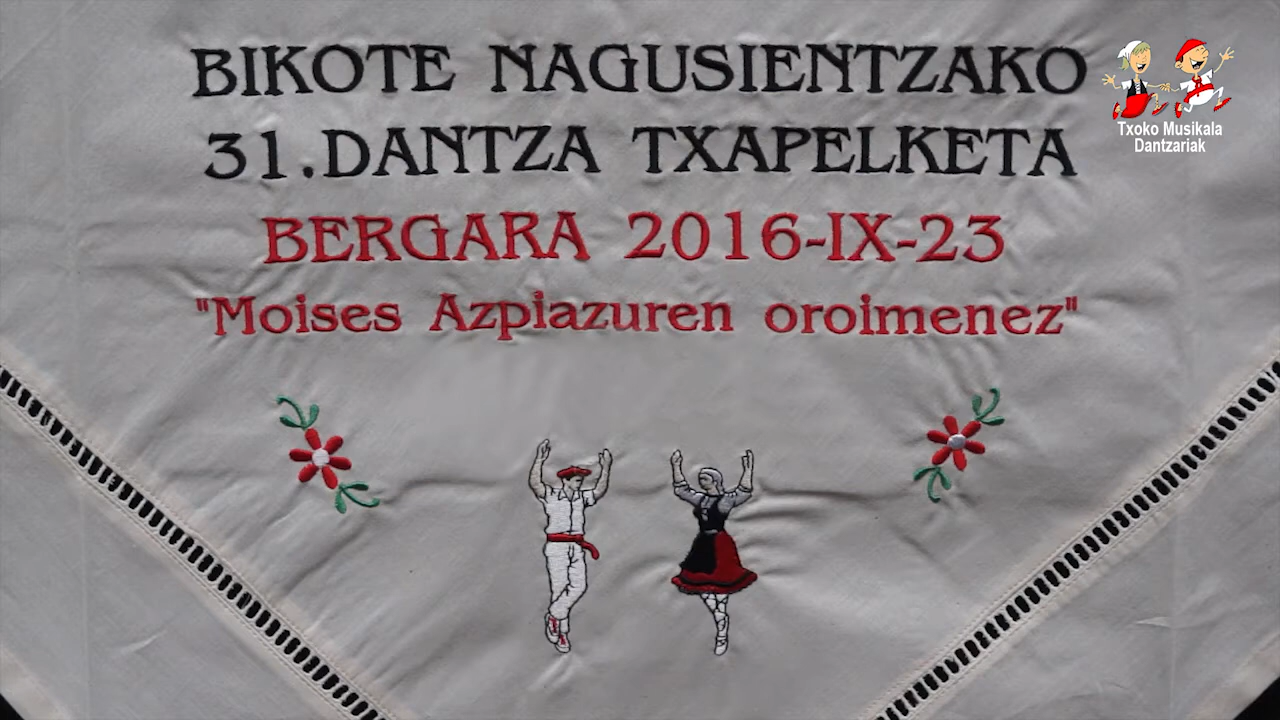 BIKOTE NAGUSIENTZAKO
31.DANTZA TXAPELKETA
BERGARA 2016-IX-23
"Moises Azpiazuren oroimenez"
Txoko Musikala
Dantzariak